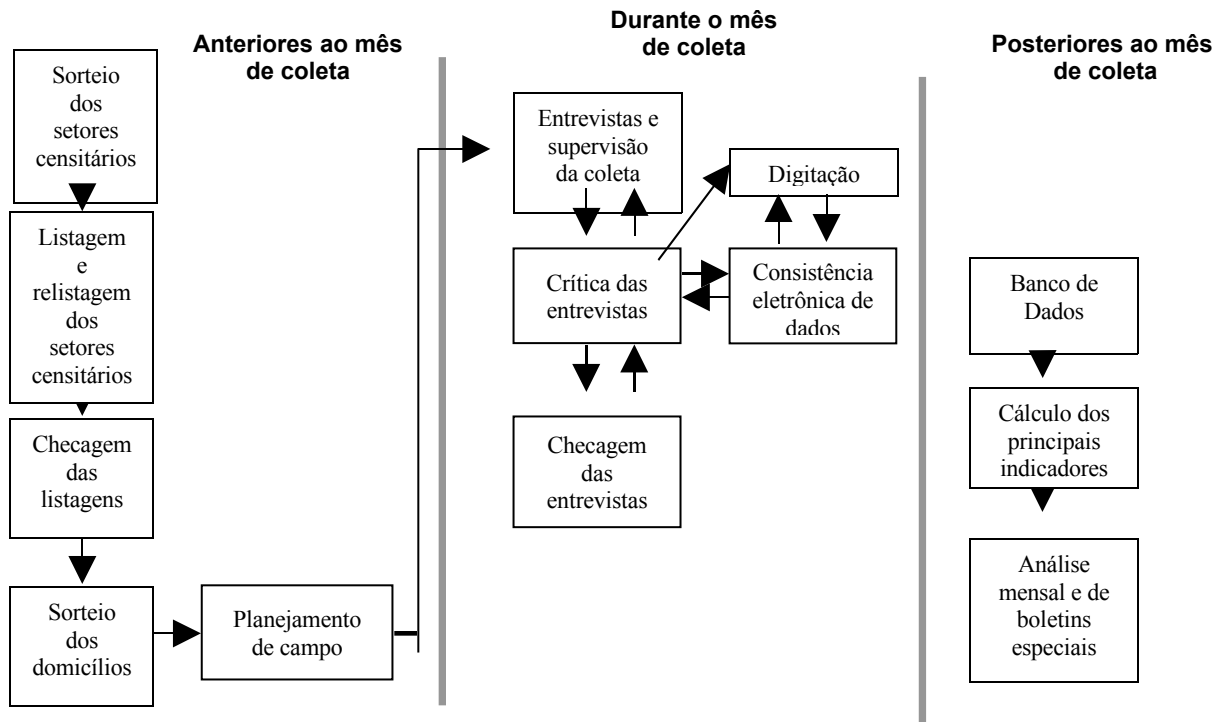 Anteriores ao mês
de coleta
Sorteio
dos
setores
censitários
Listagem
e
relistagem
dos
setores
censitários
Checagem
das
listagens
Sorteio
dos
domicílios
Planejamento
de campo
Durante o mês
de coleta
Entrevistas e
supervisão
da coleta
Digitação
Crítica das
entrevistas
Consistência
eletrônica de
dados
Checagem
das
entrevistas
Posteriores ao mês
de coleta
Banco de
Dados
Cálculo dos
principais
indicadores
Análise
mensal e de
boletins
especiais